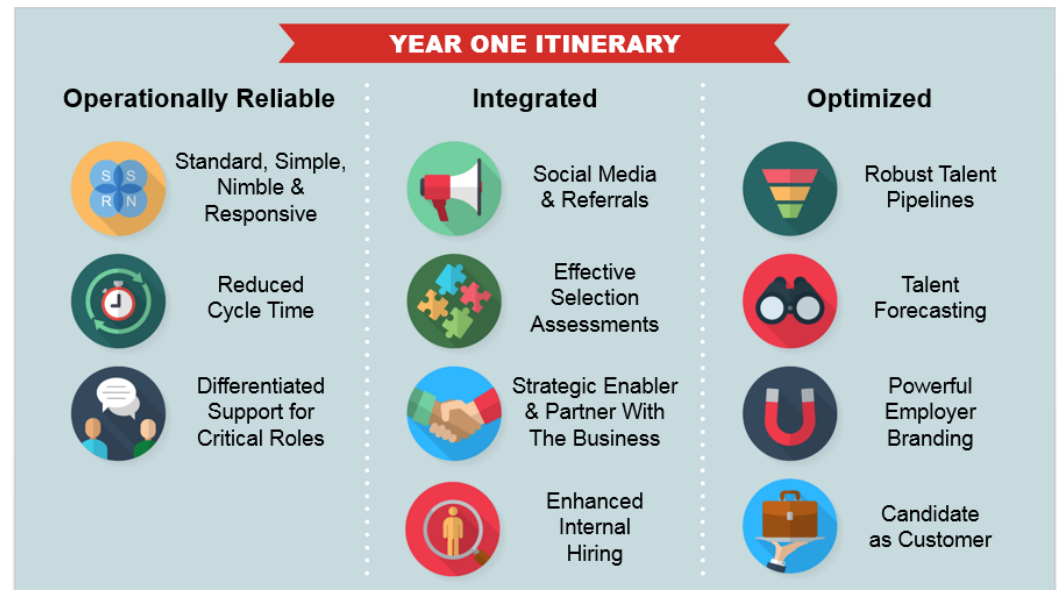 YEAR ONE ITINERARY
Operationally Reliable
S S
R N
Standard, Simple,
Nimble &
Responsive
Reduced
Cycle Time
Differentiated
Support for
Critical Roles
Integrated
Social Media
& Referrals
Effective
Selection
Assessments
Strategic Enabler
& Partner With
The Business
Enhanced
Internal
Hiring
Optimized
Robust Talent
Pipelines
Talent
Forecasting
Powerful
Employer
Branding
Candidate
as Customer